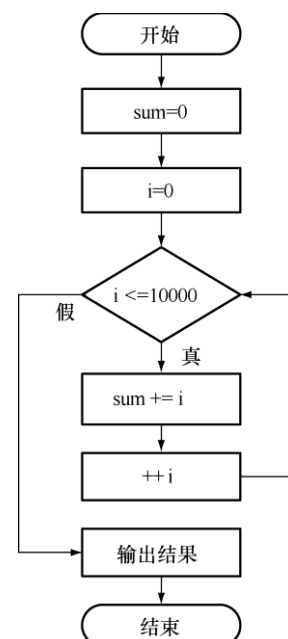 开始
sum=0
i=0
i <=10000
假
真
sum += i
++ i
输出结果
结束